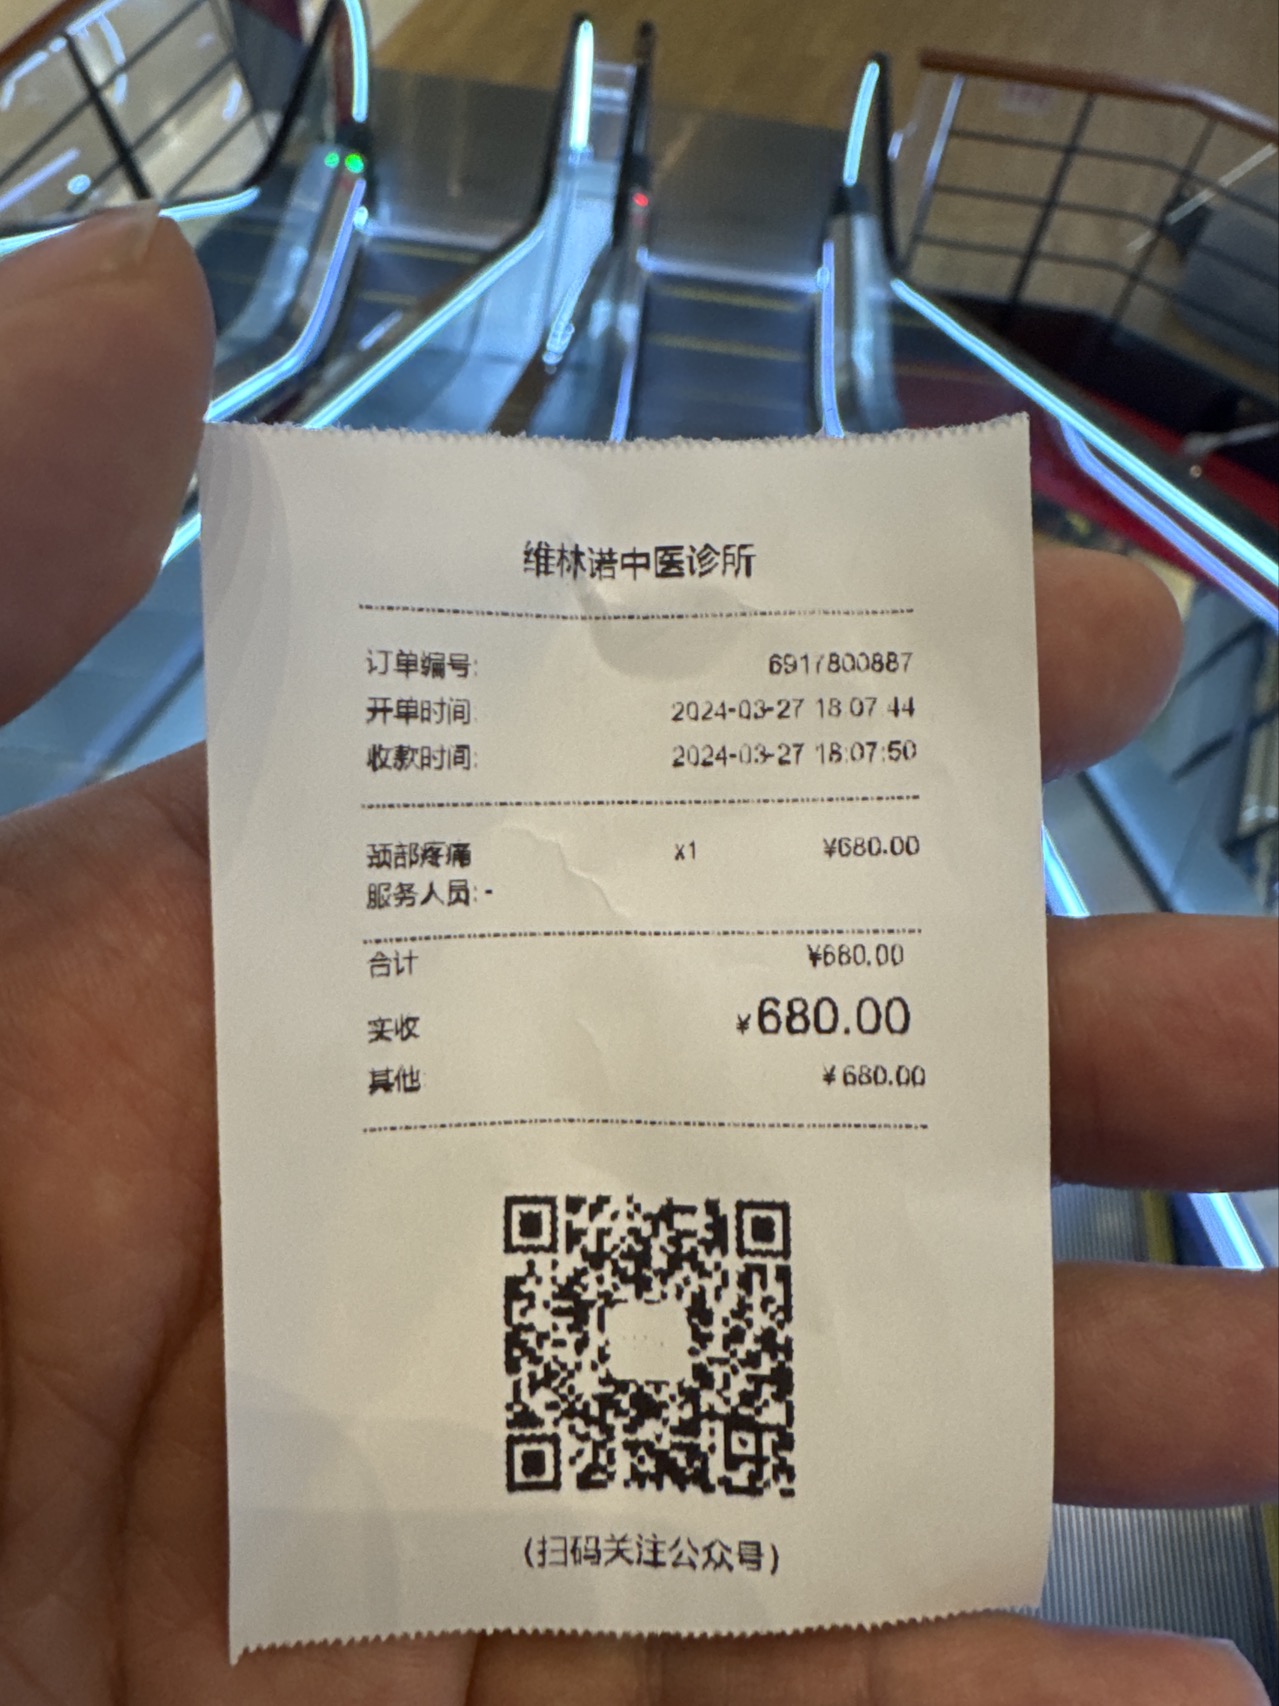 维林诺中医诊所
订单编号: 6917800887
开单时间: 2024-03-27 18:07:44
收款时间: 2024-03-27 18:07:50
颈部疼痛 x1 ¥680.00
服务人员: -
合计 ¥680.00
实收 ¥680.00
其他 ¥680.00
(扫码关注公众号)